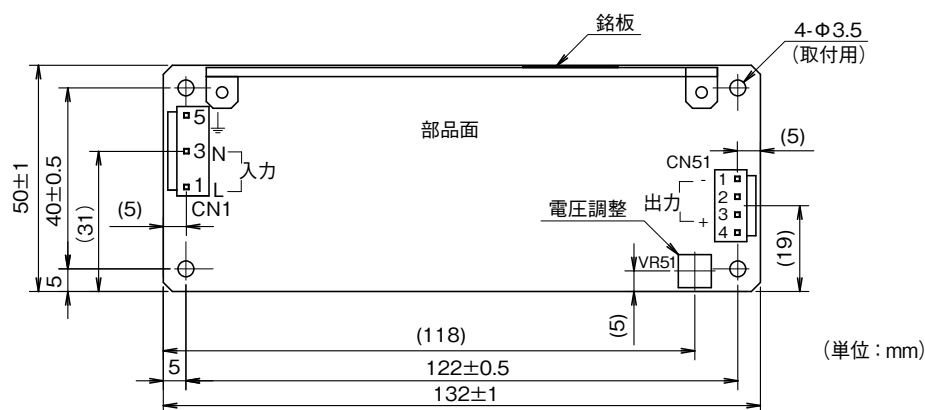 銘板
4-Φ3.5
（取付用）
50±1
40±0.5
(31)
5
(5)
5
3
1
N
L
入力
CN1
部品面
CN51
(5)
1
2
3
4
-
+
出力
電圧調整
VR51
(19)
(5)
(118)
5
122±0.5
132±1
（単位：mm）